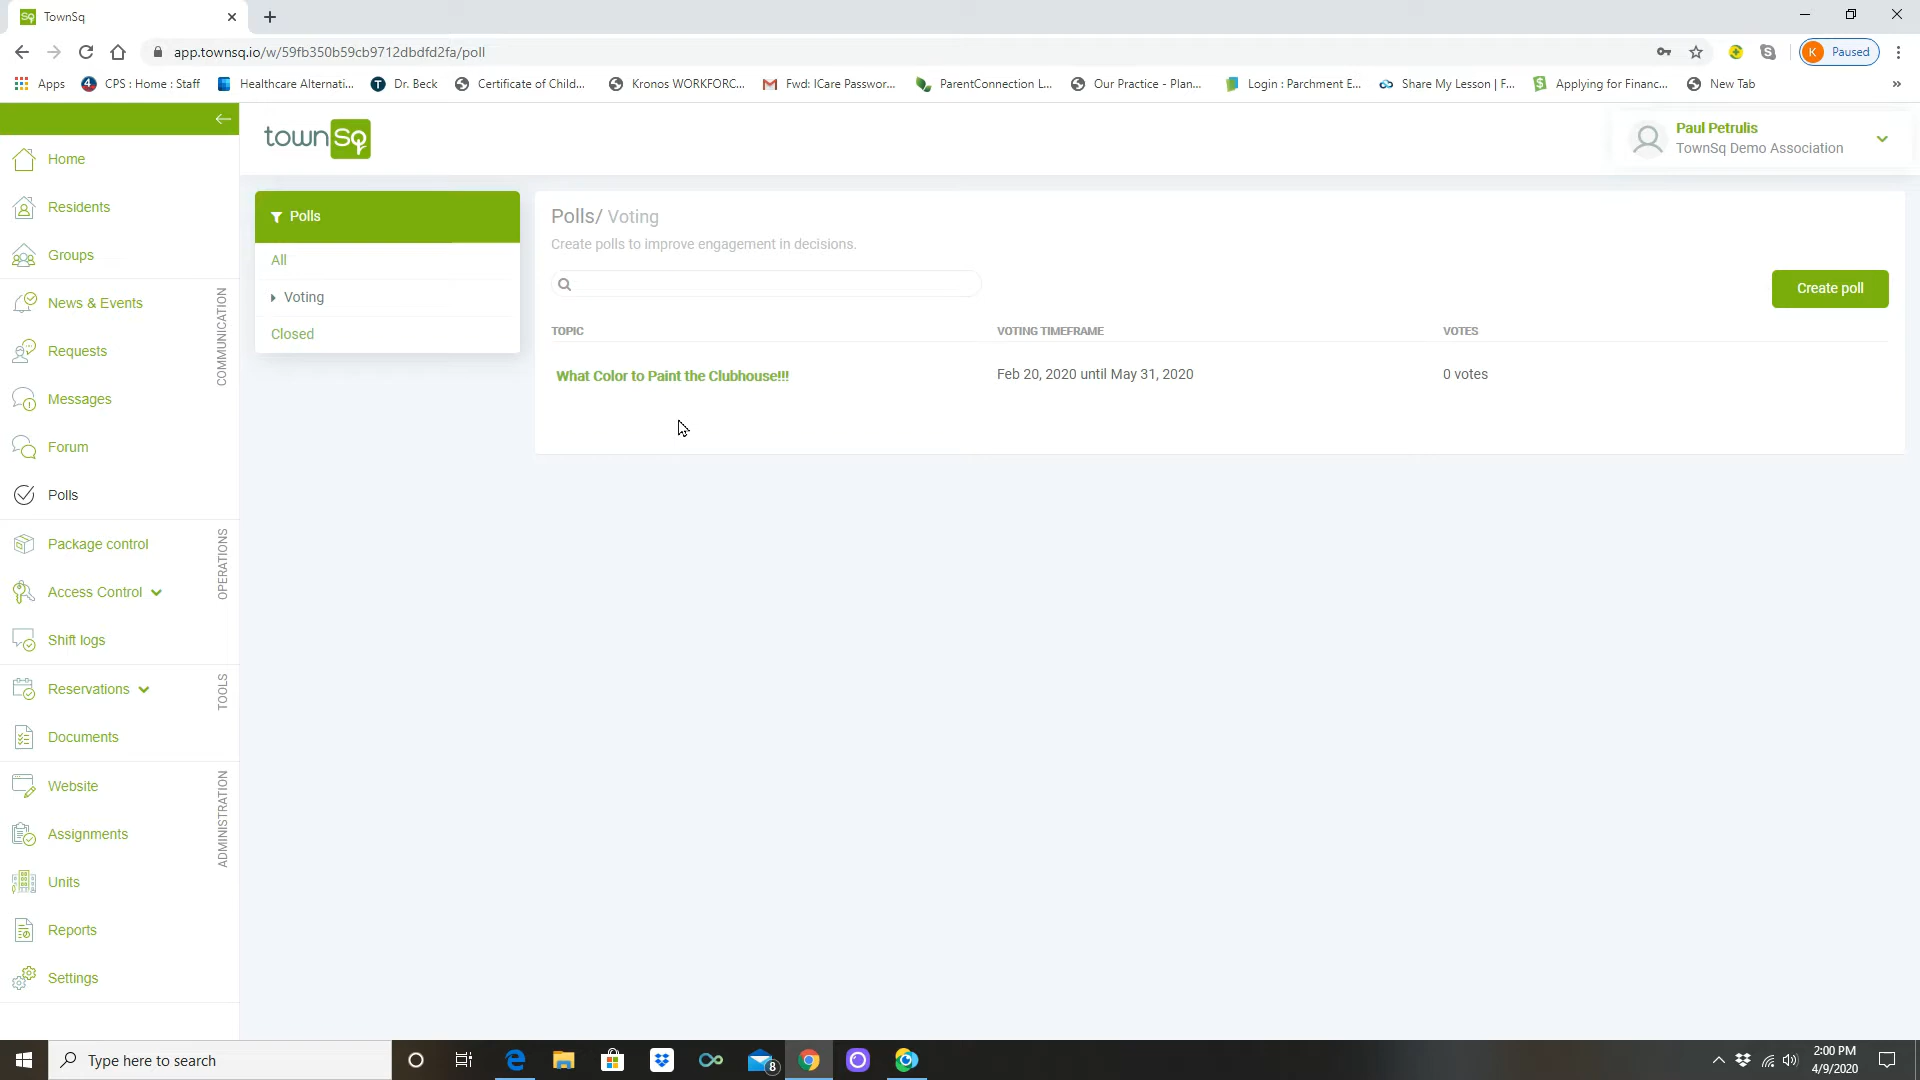 TownSq
app.townsq.io/w/59fb350b59cb9712dbdfd2fa/poll
K Paused
Apps
CPS : Home : Staff
Healthcare Alternati...
Dr. Beck
Certificate of Child...
Kronos WORKFORC...
Fwd: ICare Passwor...
ParentConnection L...
Our Practice - Plan...
Login : Parchment E...
Share My Lesson | F...
Applying for Financ...
New Tab
»
townSq
Paul Petrulis
TownSq Demo Association
Home
Residents
Groups
COMMUNICATION
News & Events
Requests
Messages
Forum
Polls
OPERATIONS
Package control
Access Control
Shift logs
TOOLS
Reservations
Documents
ADMINISTRATION
Website
Assignments
Units
Reports
Settings
Polls
All
Voting
Closed
Polls/ Voting
Create polls to improve engagement in decisions.
Create poll
TOPIC VOTING TIMEFRAME VOTES
What Color to Paint the Clubhouse!!! Feb 20, 2020 until May 31, 2020 0 votes
Type here to search
8
2:00 PM
4/9/2020